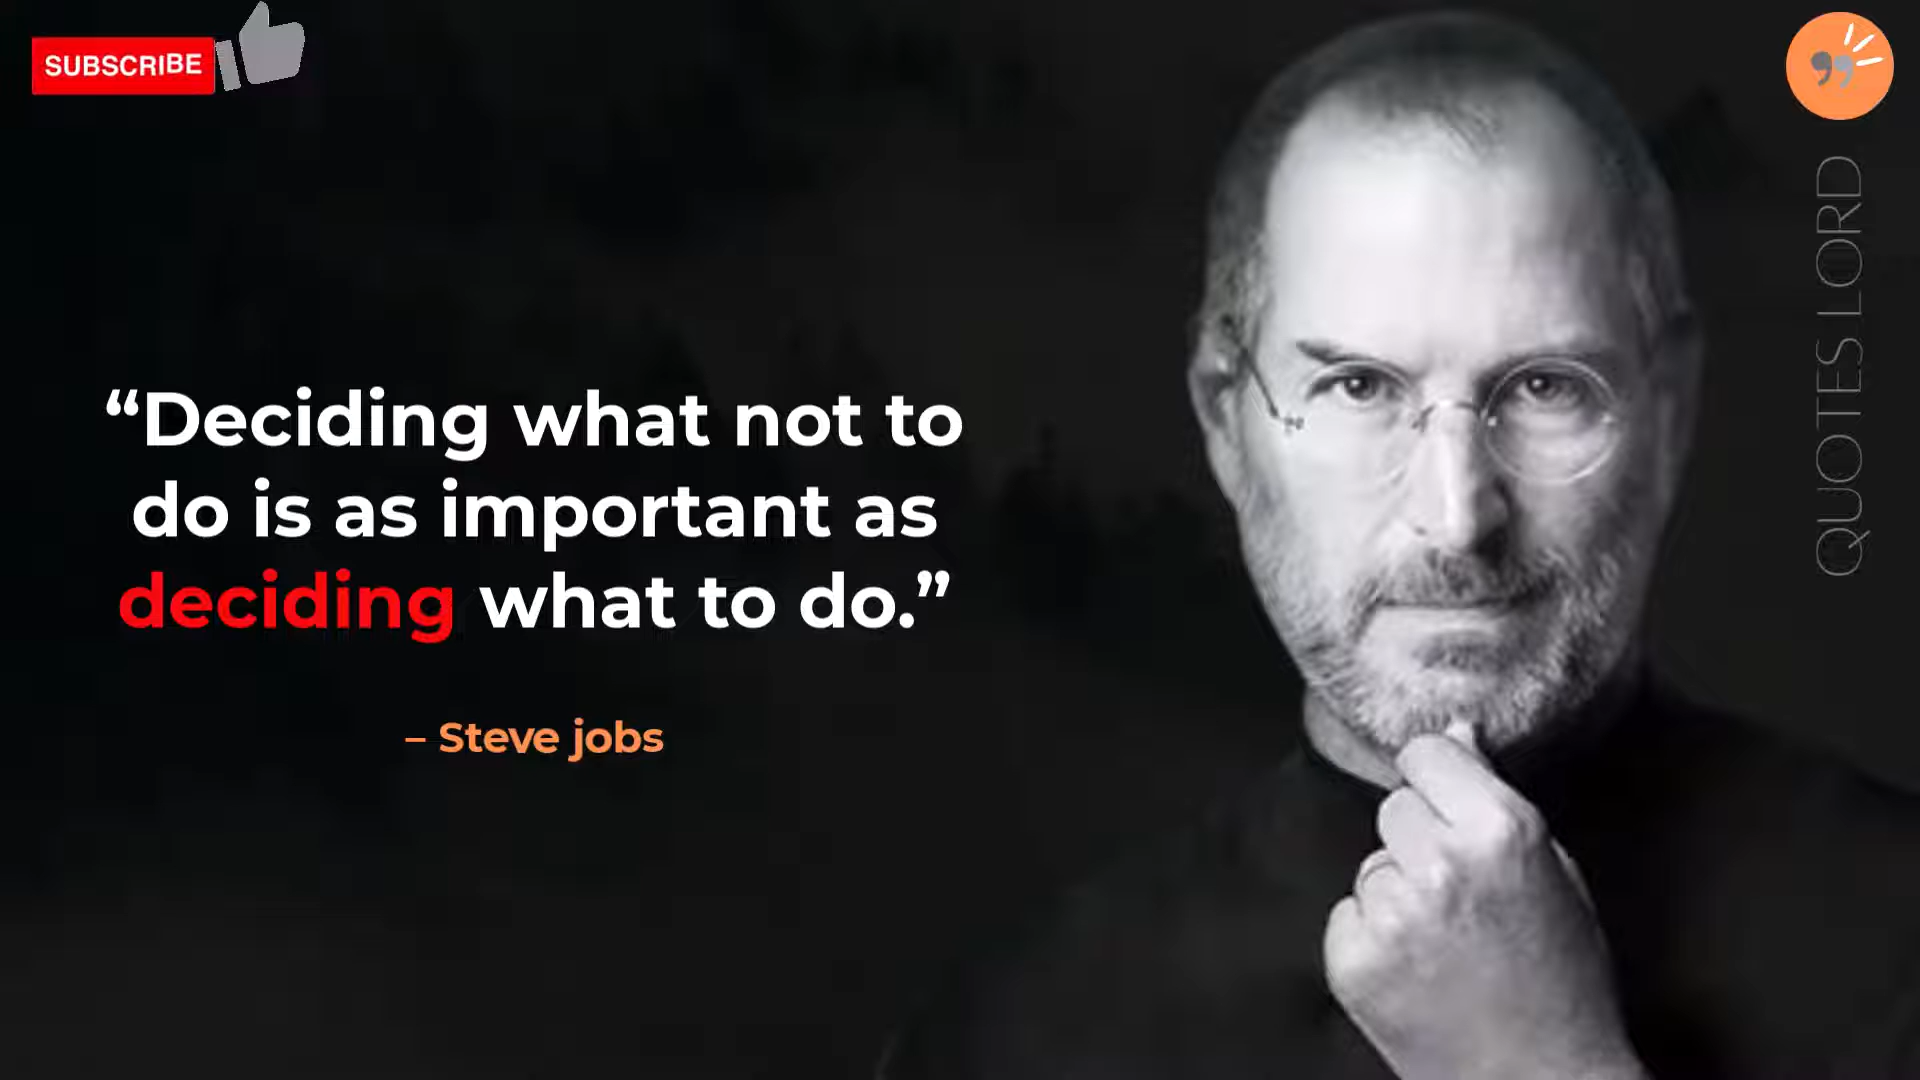 SUBSCRIBE
“Deciding what not to
do is as important as
deciding what to do.”
– Steve jobs
QUOTES LORD